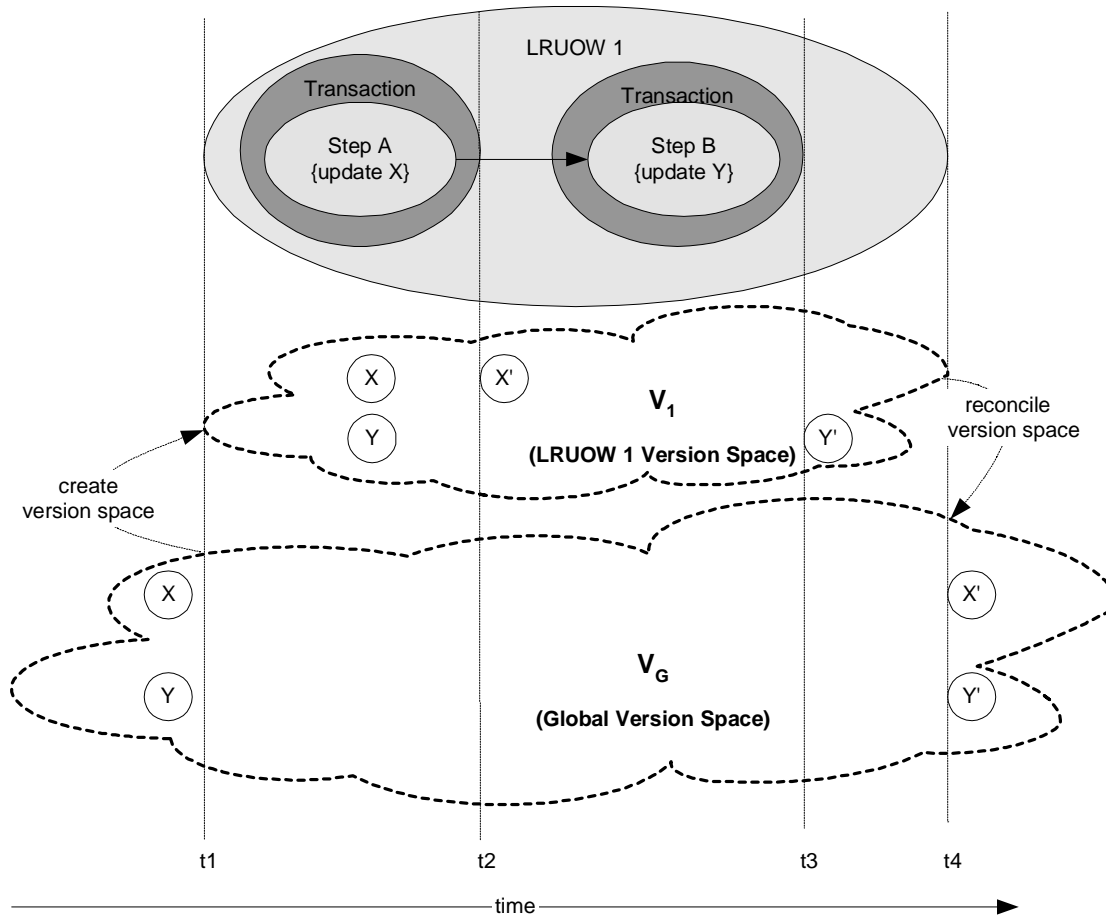 LRUOW 1
Transaction
Transaction
Step A
{update X}
Step B
{update Y}
X
X'
Y
V1
(LRUOW 1 Version Space)
Y'
reconcile
version space
create
version space
X
X'
Y
VG
(Global Version Space)
Y'
t1
t2
t3
t4
time